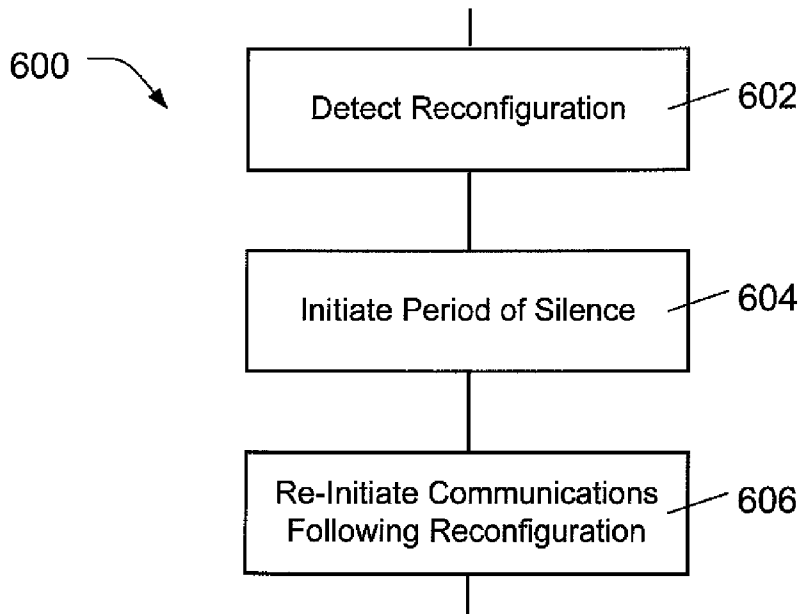 600
Detect Reconfiguration
602
Initiate Period of Silence
604
Re-Initiate Communications
Following Reconfiguration
606